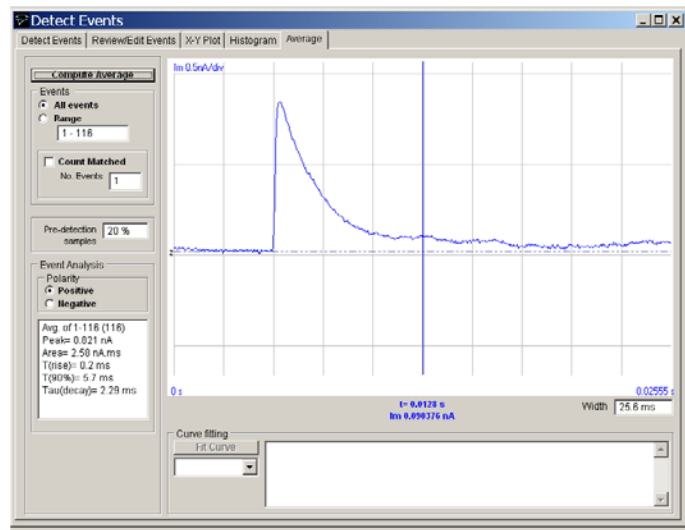 Detect Events
Detect Events Review/Edit Events X-Y Plot Histogram Average
Compute Average
Events
All events
Range
1 - 116
Count Matched
No. Events 1
Pre-detection 20 %
samples
Event Analysis
Polarity
Positive
Negative
Avg. of 1-116 (116)
Peak= 0.821 nA
Area= 2.58 nA.ms
T(rise)= 0.2 ms
T(90%)= 5.7 ms
Tau(decay)= 2.29 ms
Im 0.5nA/div
0 s
0.02555 s
t= 0.0128 s
Im 0.090376 nA
Width 25.6 ms
Curve fitting
Fit Curve